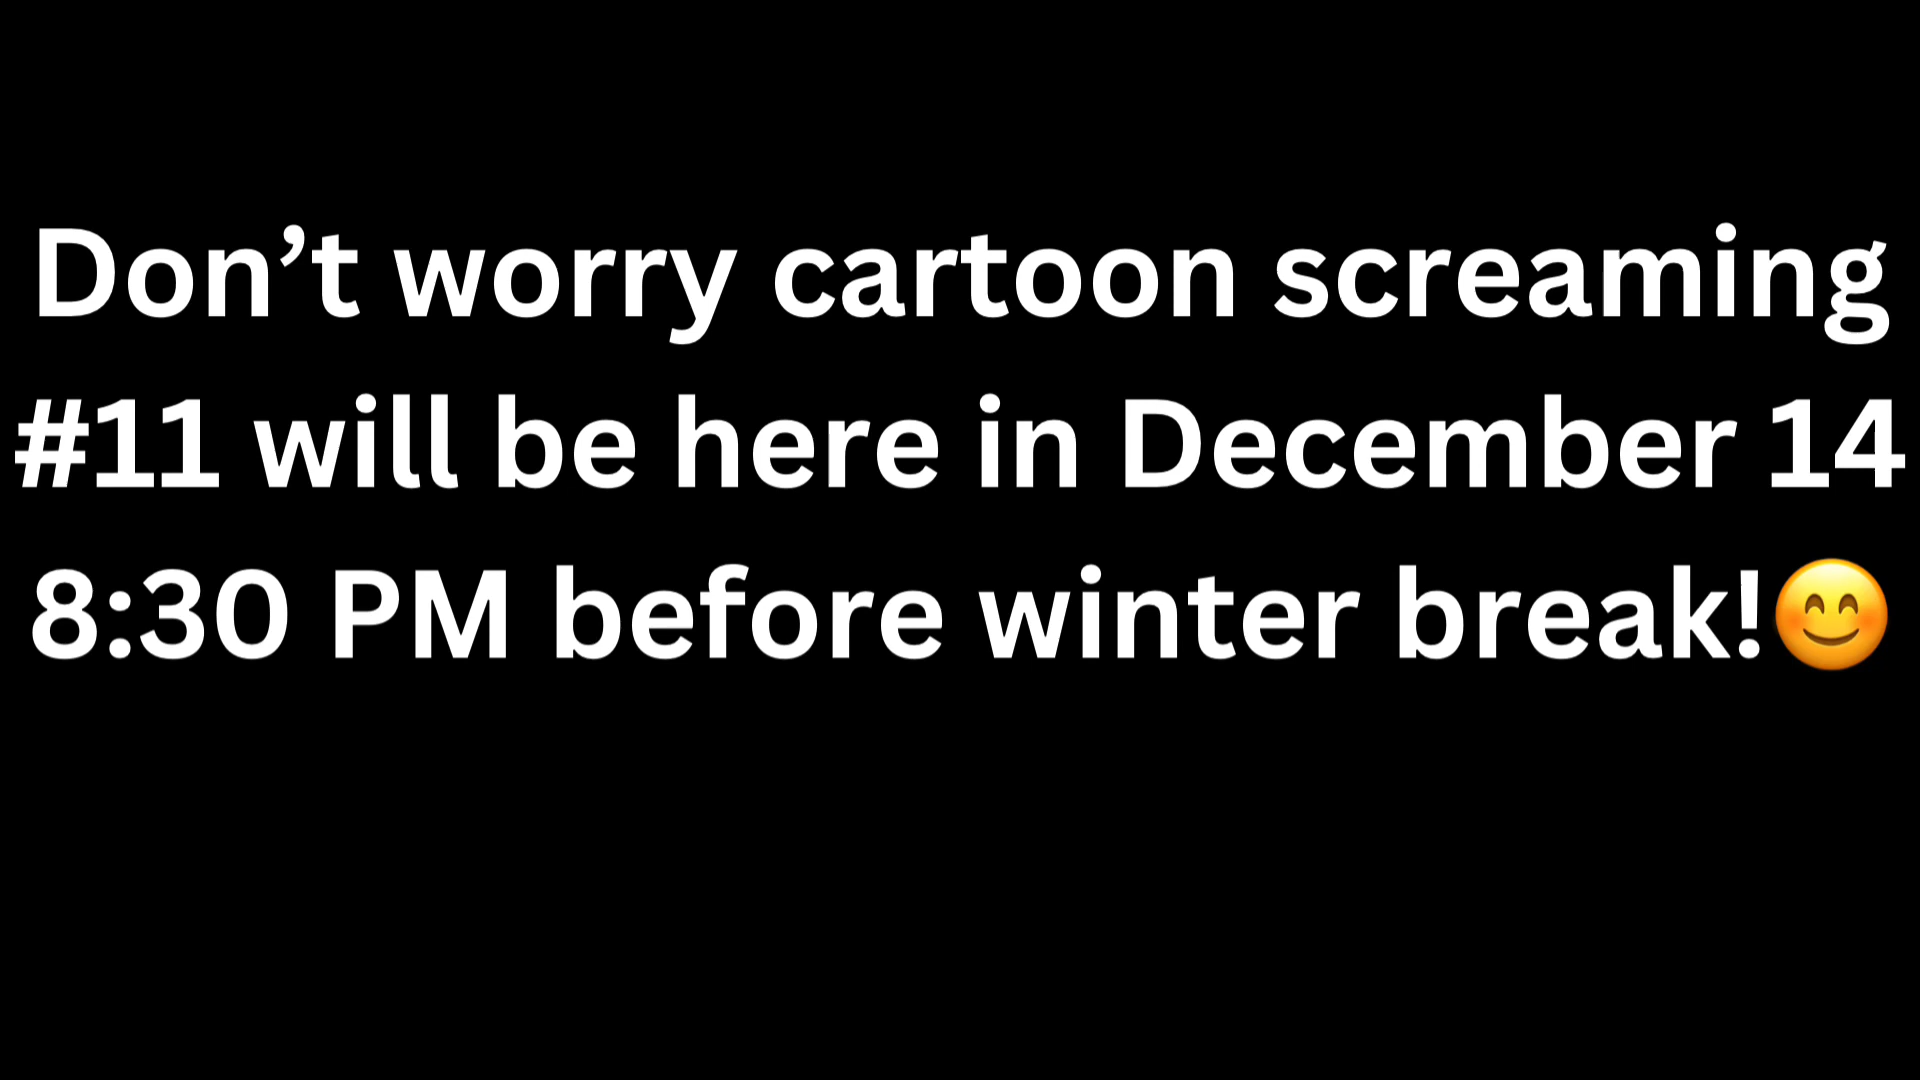 Don’t worry cartoon screaming
#11 will be here in December 14
8:30 PM before winter break!😊